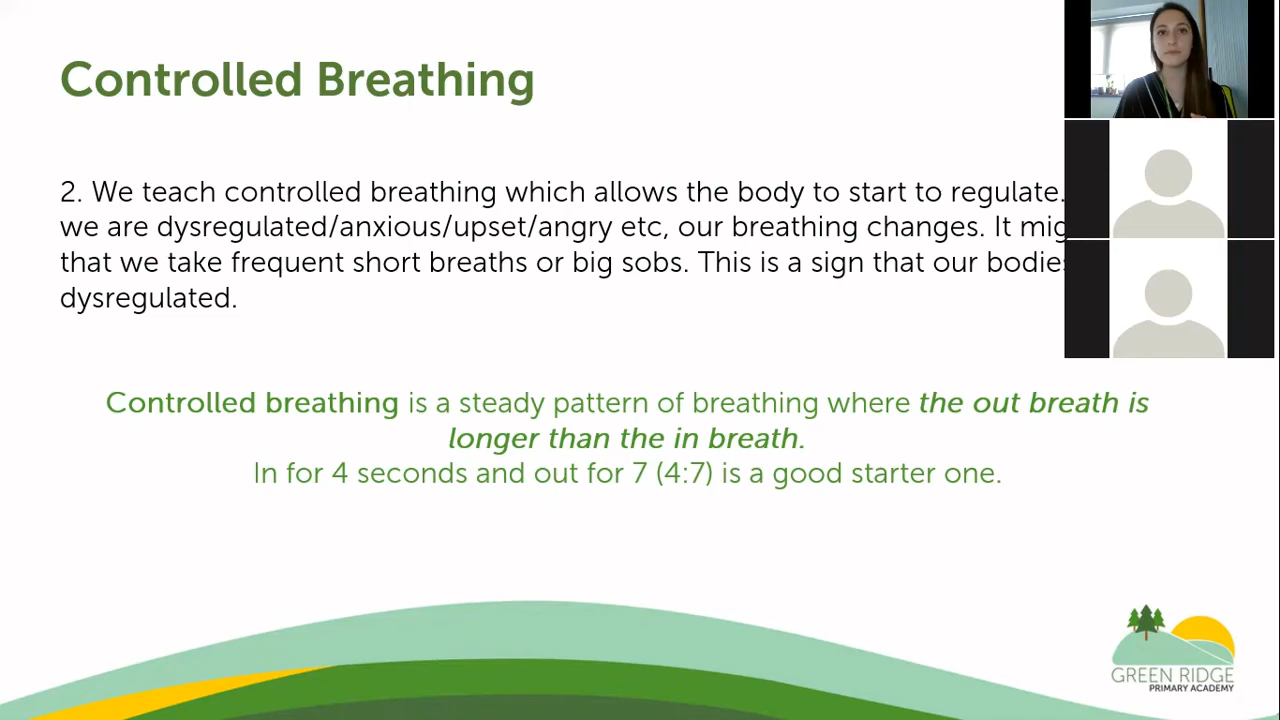 Controlled Breathing
2. We teach controlled breathing which allows the body to start to regulate.
we are dysregulated/anxious/upset/angry etc, our breathing changes. It
that we take frequent short breaths or big sobs. This is a sign that our
dysregulated.
Controlled breathing is a steady pattern of breathing where the out breath is
longer than the in breath.
In for 4 seconds and out for 7 (4:7) is a good starter one.
GREEN RIDGE
PRIMARY ACADEMY